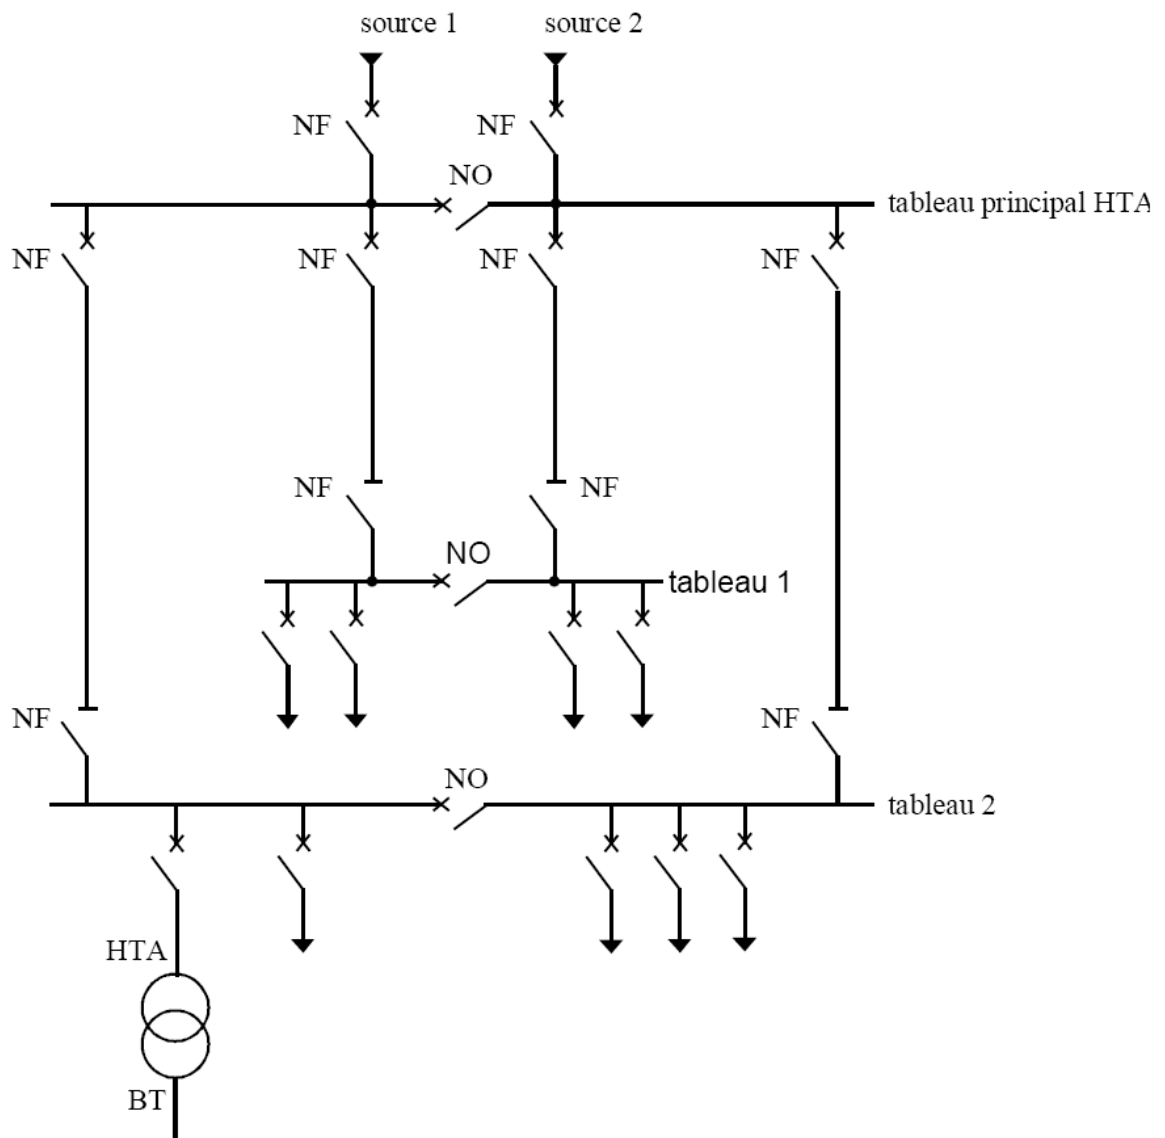 source 1
source 2
NF
NF
NO
tableau principal HTA
NF
NF
NF
NF
NF
NF
NO
tableau 1
NF
NF
NO
tableau 2
HTA
BT